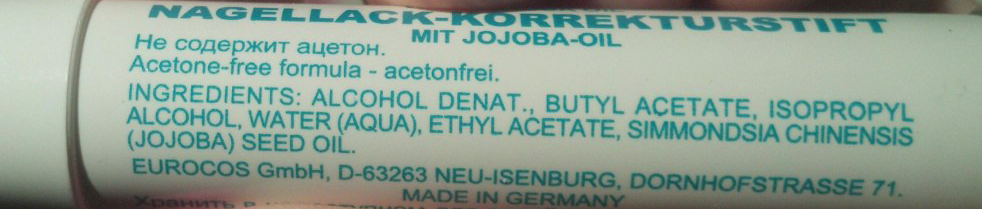 NAGELLACK-KORREKTURSTIFT
MIT JOJOBA-OIL
Не содержит ацетон.
Acetone-free formula - acetonfrei.
INGREDIENTS: ALCOHOL DENAT., BUTYL ACETATE, ISOPROPYL
ALCOHOL, WATER (AQUA), ETHYL ACETATE, SIMMONDSIA CHINENSIS
(JOJOBA) SEED OIL.
EUROCOS GmbH, D-63263 NEU-ISENBURG, DORNHOFSTRASSE 71.
MADE IN GERMANY
Хранить в